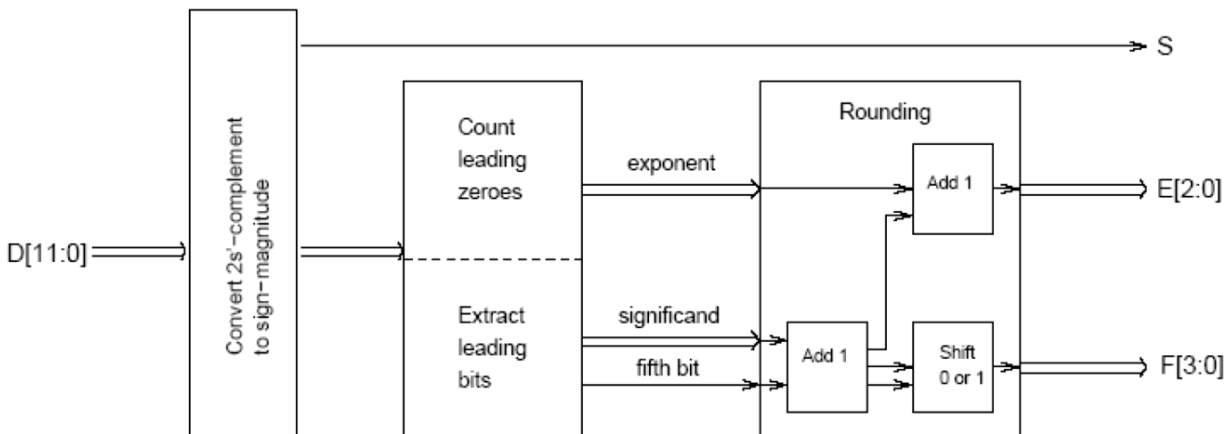 S
Convert 2s'-complement
to sign-magnitude
Count
leading
zeroes
Rounding
exponent
Add 1
E[2:0]
D[11:0]
Extract
leading
bits
significand
fifth bit
Add 1
Shift
0 or 1
F[3:0]